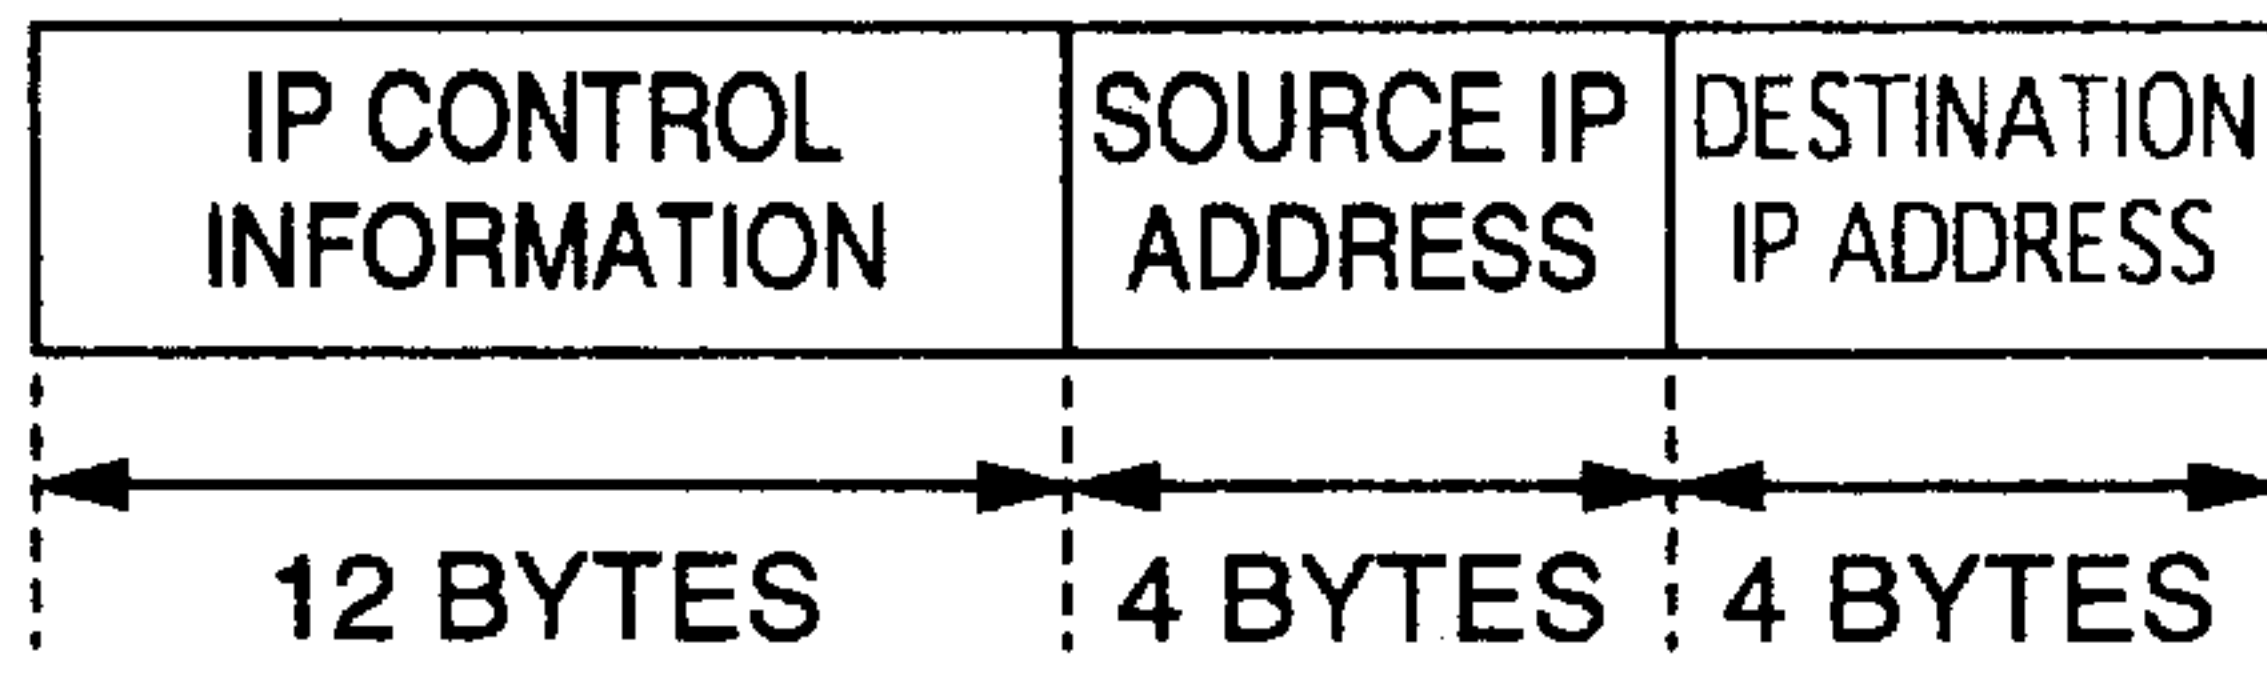 IP CONTROL
INFORMATION
SOURCE IP
ADDRESS
DESTINATION
IP ADDRESS
12 BYTES
4 BYTES
4 BYTES